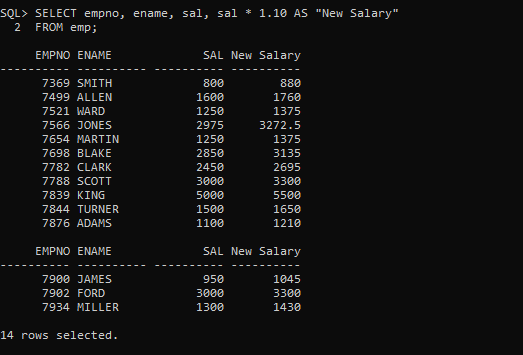 SQL> SELECT empno, ename, sal, sal * 1.10 AS "New Salary"
  2  FROM emp;

     EMPNO ENAME             SAL New Salary
---------- ---------- ---------- ----------
      7369 SMITH             800        880
      7499 ALLEN            1600       1760
      7521 WARD             1250       1375
      7566 JONES            2975     3272.5
      7654 MARTIN           1250       1375
      7698 BLAKE            2850       3135
      7782 CLARK            2450       2695
      7788 SCOTT            3000       3300
      7839 KING             5000       5500
      7844 TURNER           1500       1650
      7876 ADAMS            1100       1210

     EMPNO ENAME             SAL New Salary
---------- ---------- ---------- ----------
      7900 JAMES             950       1045
      7902 FORD             3000       3300
      7934 MILLER           1300       1430

14 rows selected.